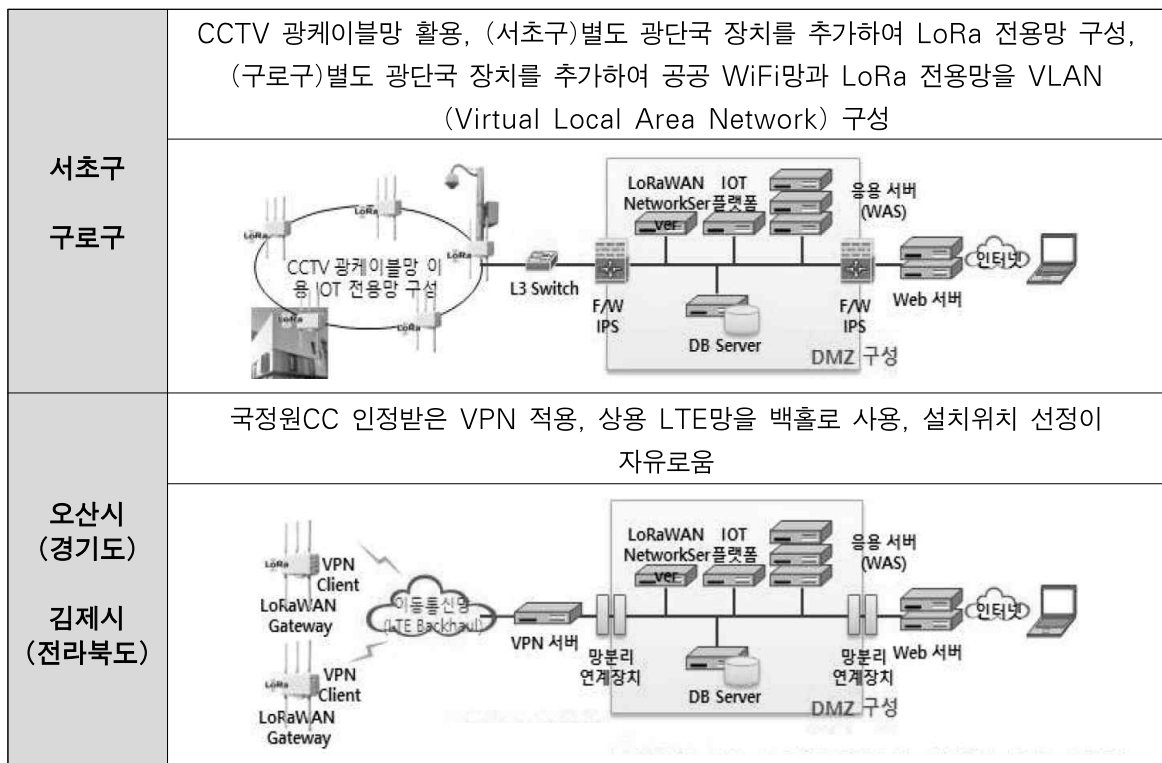 서초구
구로구
CCTV 광케이블망 활용, (서초구)별도 광단국 장치를 추가하여 LoRa 전용망 구성,
(구로구)별도 광단국 장치를 추가하여 공공 WiFi망과 LoRa 전용망을 VLAN
(Virtual Local Area Network) 구성
LoRa
LoRa
LoRa
LoRa
LoRa
CCTV 광케이블망 이
용 IOT 전용망 구성
L3 Switch
F/W
IPS
LoRaWAN
NetworkSer
ver
IOT
플랫폼
응용 서버
(WAS)
DB Server
F/W
IPS
DMZ 구성
Web 서버
인터넷
오산시
(경기도)
김제시
(전라북도)
국정원CC 인정받은 VPN 적용, 상용 LTE망을 백홀로 사용, 설치위치 선정이
자유로움
LoRa
VPN
Client
LoRaWAN
Gateway
LoRa
VPN
Client
LoRaWAN
Gateway
이동통신망
(LTE Backhaul)
VPN 서버
망분리
연계장치
LoRaWAN
NetworkSer
ver
IOT
플랫폼
응용 서버
(WAS)
DB Server
망분리
연계장치
DMZ 구성
Web 서버
인터넷